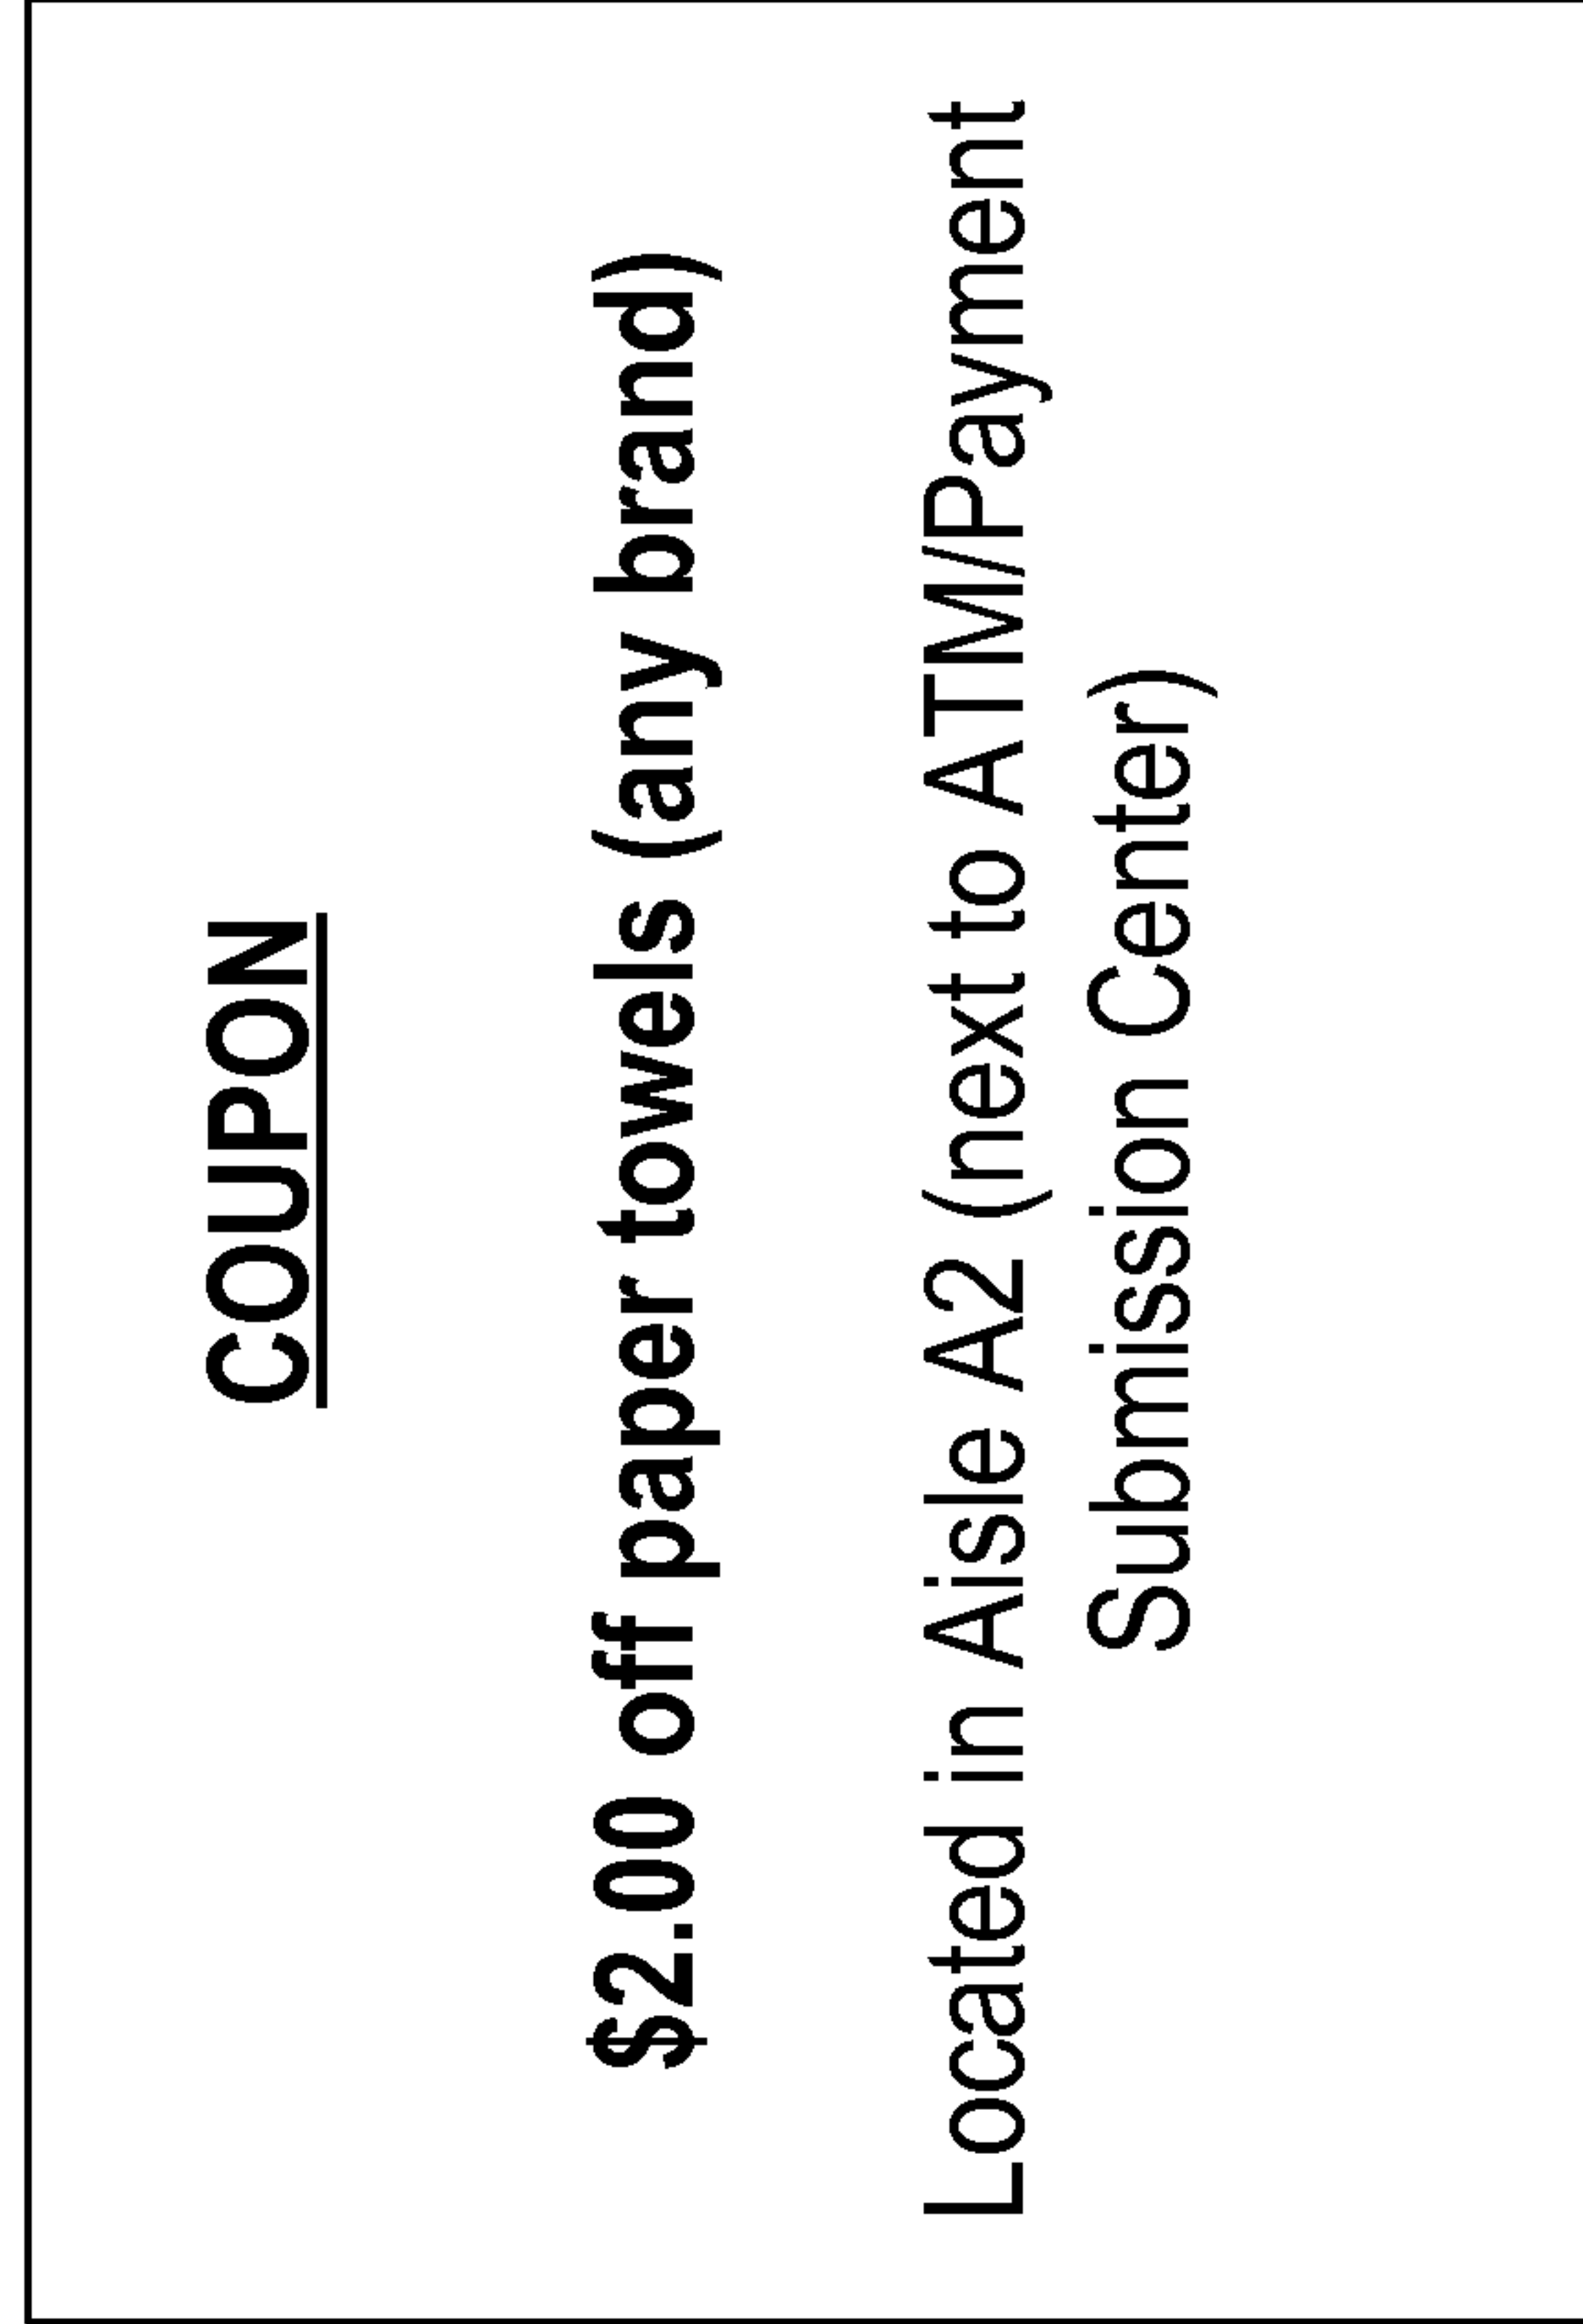 COUPON
$2.00 off paper towels (any brand)
Located in Aisle A2 (next to ATM/Payment
Submission Center)